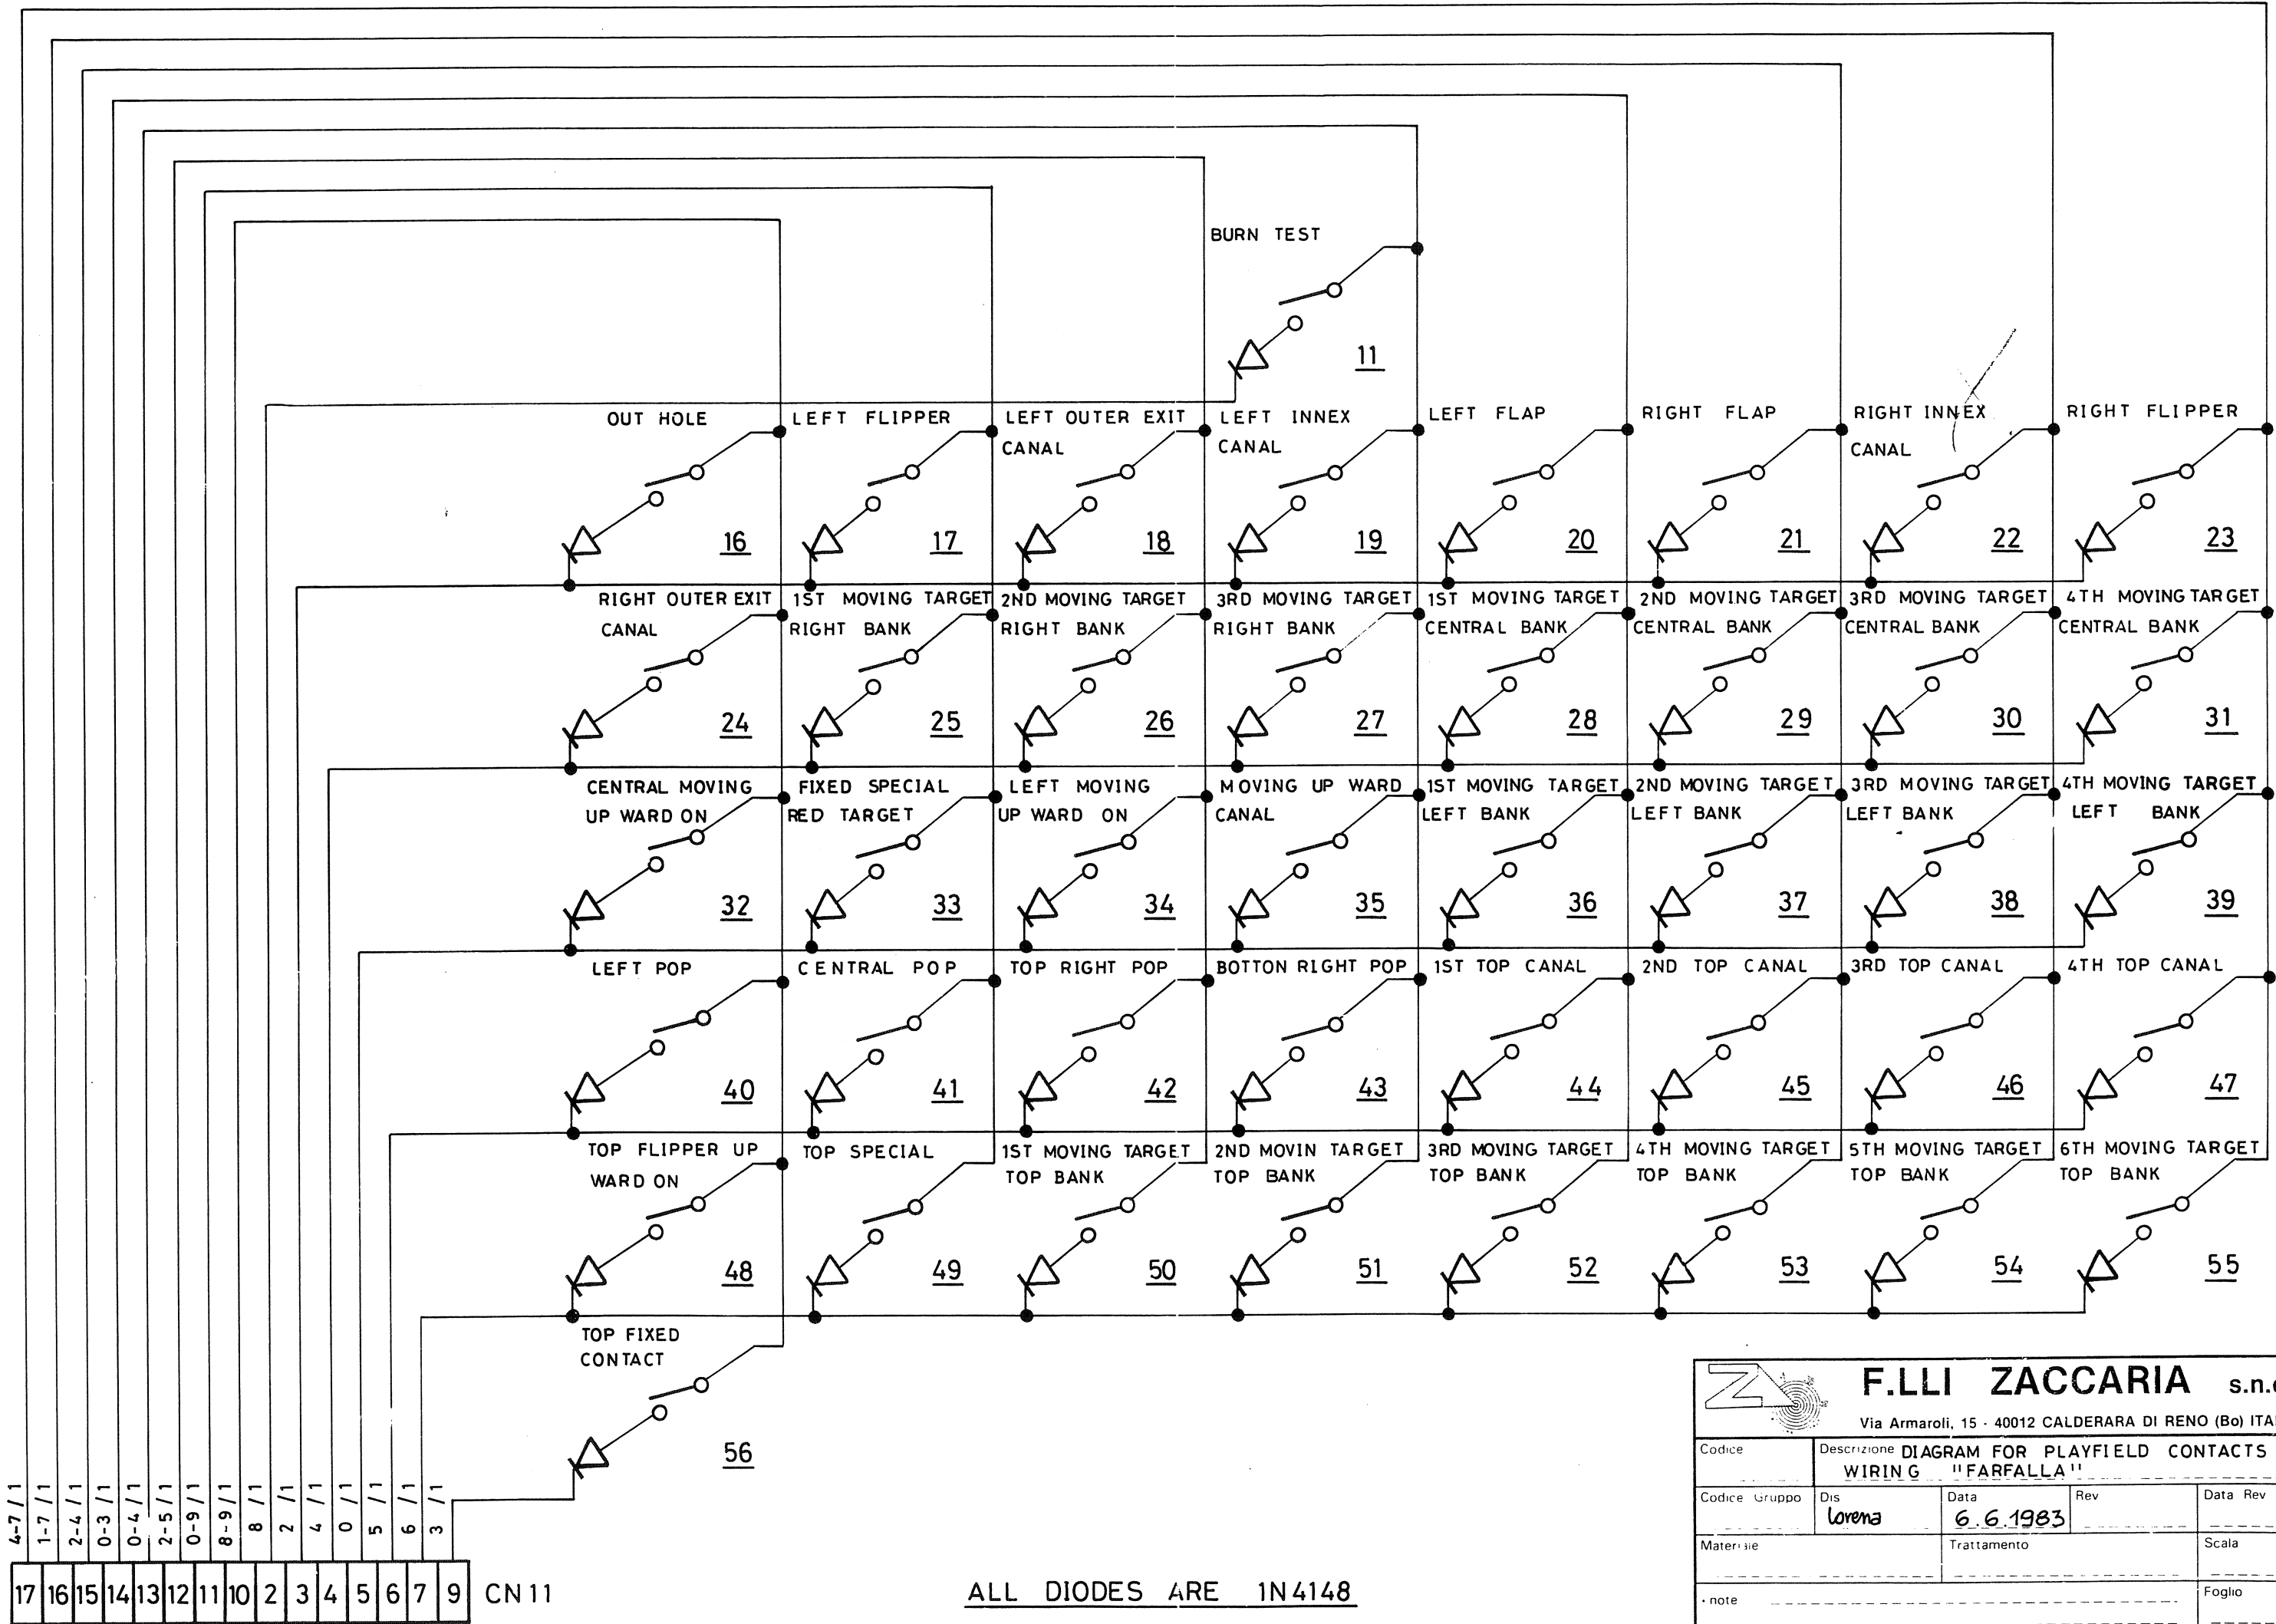 BURN TEST
11
OUT HOLE
LEFT FLIPPER
LEFT OUTER EXIT
CANAL
LEFT INNEX
CANAL
LEFT FLAP
RIGHT FLAP
RIGHT INNEX
CANAL
RIGHT FLIPPER
16
17
18
19
20
21
22
23
RIGHT OUTER EXIT
CANAL
1ST MOVING TARGET
RIGHT BANK
2ND MOVING TARGET
RIGHT BANK
3RD MOVING TARGET
RIGHT BANK
1ST MOVING TARGET
CENTRAL BANK
2ND MOVING TARGET
CENTRAL BANK
3RD MOVING TARGET
CENTRAL BANK
4TH MOVING TARGET
CENTRAL BANK
24
25
26
27
28
29
30
31
CENTRAL MOVING
UP WARD ON
FIXED SPECIAL
RED TARGET
LEFT MOVING
UP WARD ON
MOVING UP WARD
CANAL
1ST MOVING TARGET
LEFT BANK
2ND MOVING TARGET
LEFT BANK
3RD MOVING TARGET
LEFT BANK
4TH MOVING TARGET
LEFT BANK
32
33
34
35
36
37
38
39
LEFT POP
CENTRAL POP
TOP RIGHT POP
BOTTON RIGHT POP
1ST TOP CANAL
2ND TOP CANAL
3RD TOP CANAL
4TH TOP CANAL
40
41
42
43
44
45
46
47
TOP FLIPPER UP
WARD ON
TOP SPECIAL
1ST MOVING TARGET
TOP BANK
2ND MOVIN TARGET
TOP BANK
3RD MOVING TARGET
TOP BANK
4TH MOVING TARGET
TOP BANK
5TH MOVING TARGET
TOP BANK
6TH MOVING TARGET
TOP BANK
48
49
50
51
52
53
54
55
TOP FIXED
CONTACT
56
4-7/1
1-7/1
2-4/1
0-3/1
0-4/1
2-5/1
0-9/1
8-9/1
8/1
2/1
4/1
0/1
5/1
6/1
3/1
17 16 15 14 13 12 11 10 2 3 4 5 6 7 9 CN11
ALL DIODES ARE 1N4148
F.LLI ZACCARIA s.n.
Via Armaroli, 15 - 40012 CALDERARA DI RENO (Bo) ITA
Codice
Descrizione DIAGRAM FOR PLAYFIELD CONTACTS
WIRING "FARFALLA"
Codice Gruppo
Dis
Lorena
Data
6.6.1983
Rev
Data Rev
Materiale
Trattamento
Scala
note
Foglio